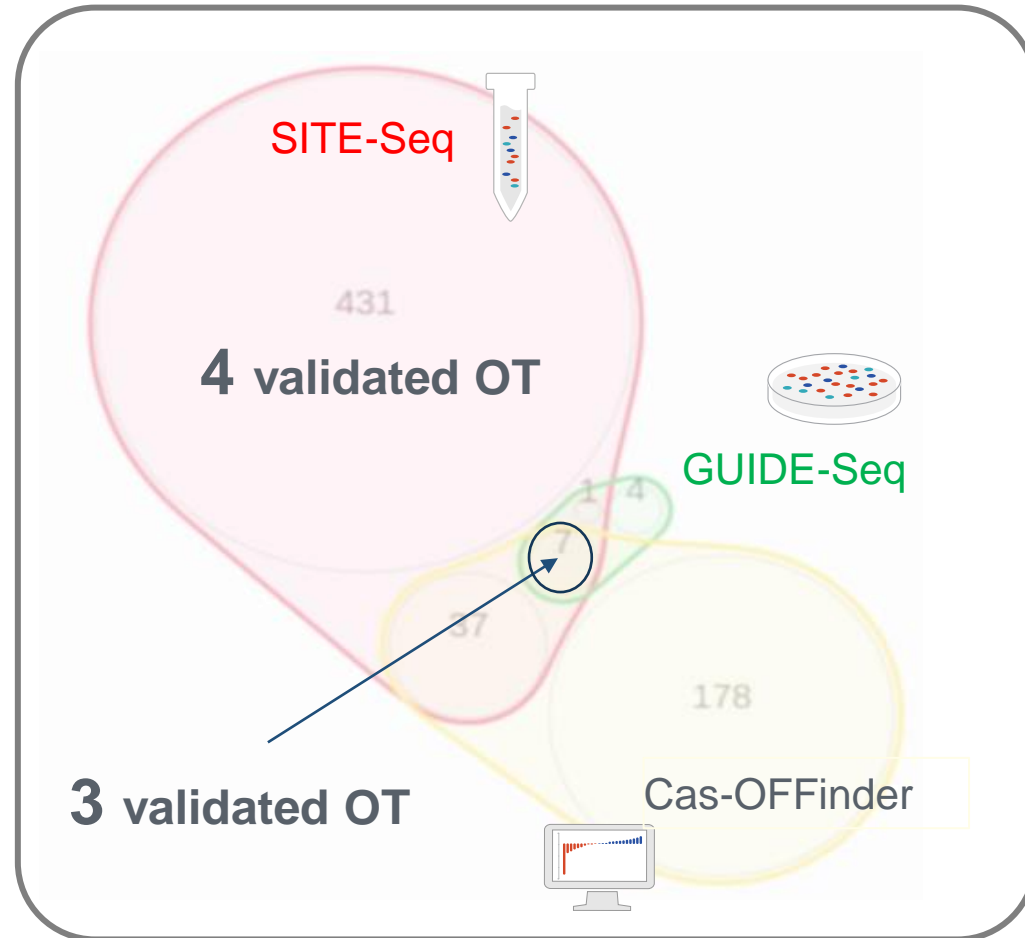 SITE-Seq
431
4 validated OT
GUIDE-Seq
1 4
7
37
178
3 validated OT
Cas-OFFinder